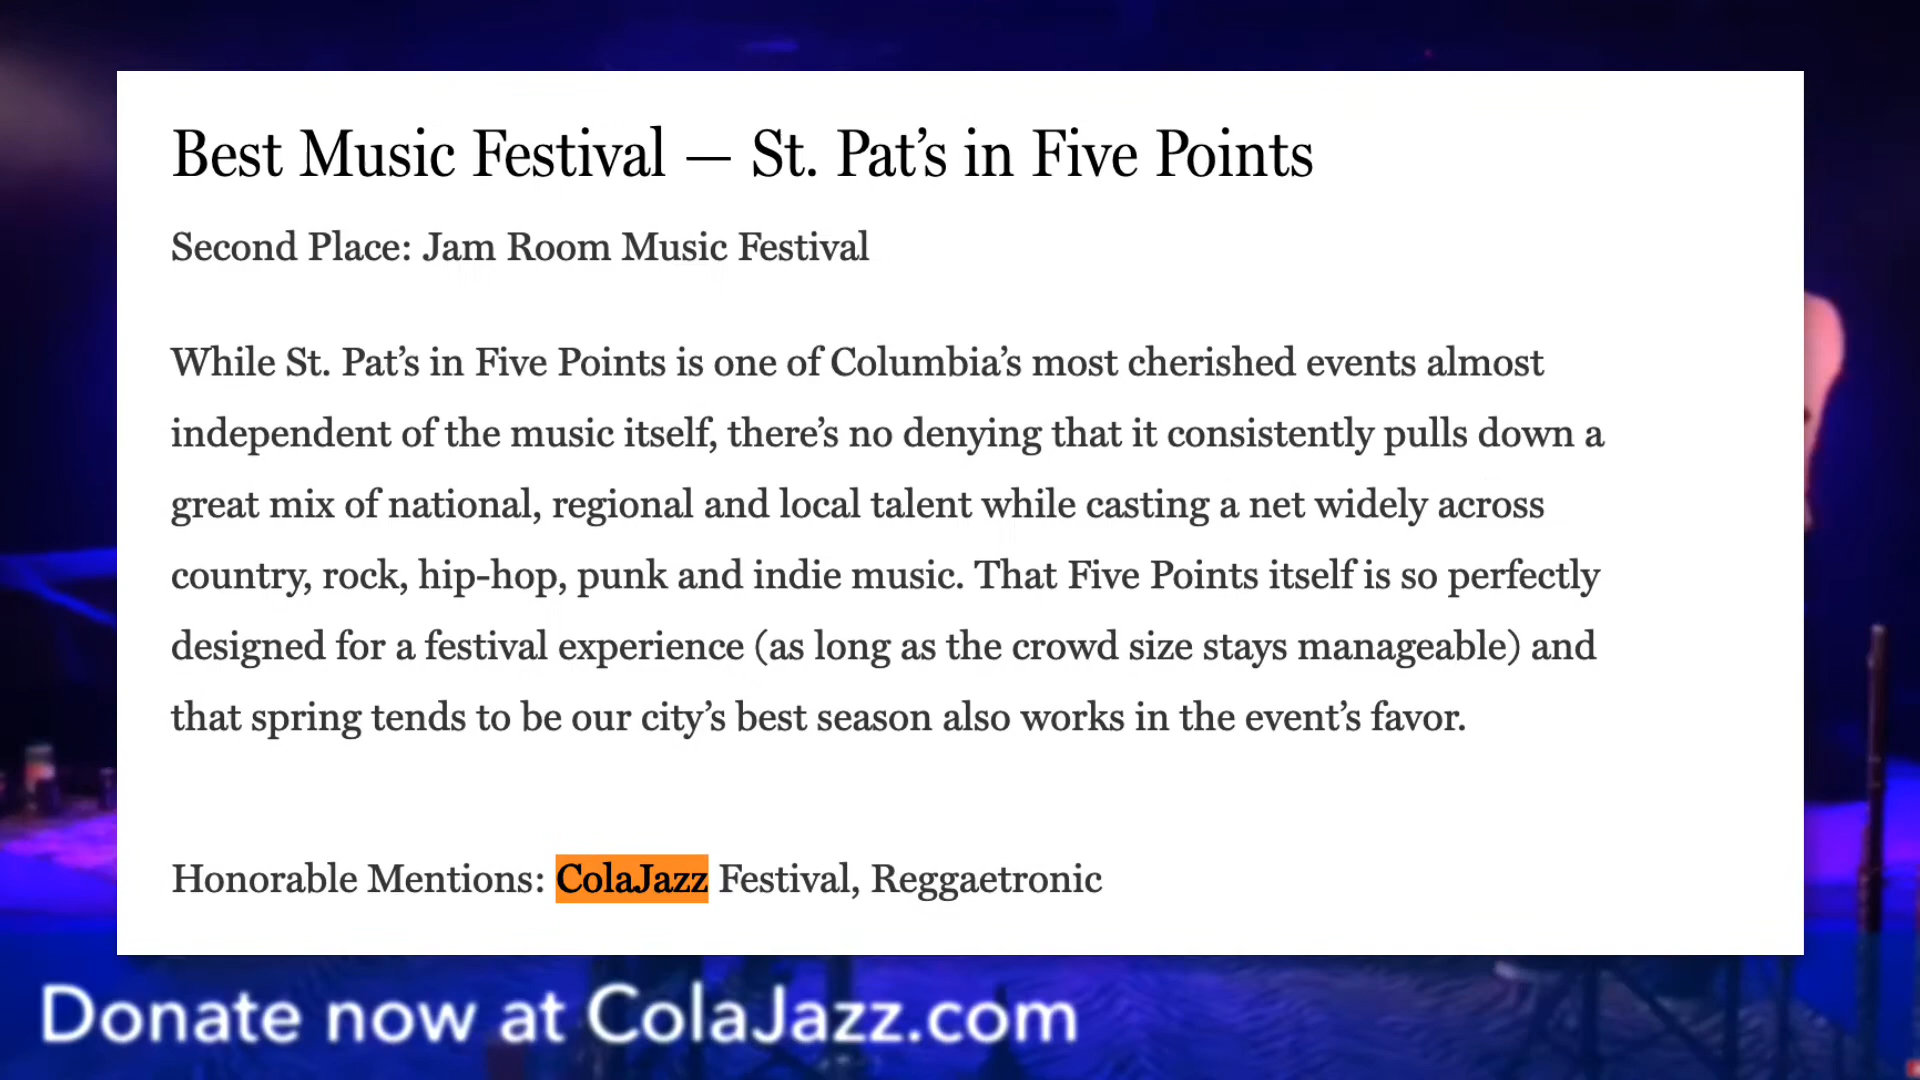 Best Music Festival — St. Pat’s in Five Points
Second Place: Jam Room Music Festival
While St. Pat’s in Five Points is one of Columbia’s most cherished events almost
independent of the music itself, there’s no denying that it consistently pulls down a
great mix of national, regional and local talent while casting a net widely across
country, rock, hip-hop, punk and indie music. That Five Points itself is so perfectly
designed for a festival experience (as long as the crowd size stays manageable) and
that spring tends to be our city’s best season also works in the event’s favor.
Honorable Mentions: ColaJazz Festival, Reggaetronic
Donate now at ColaJazz.com